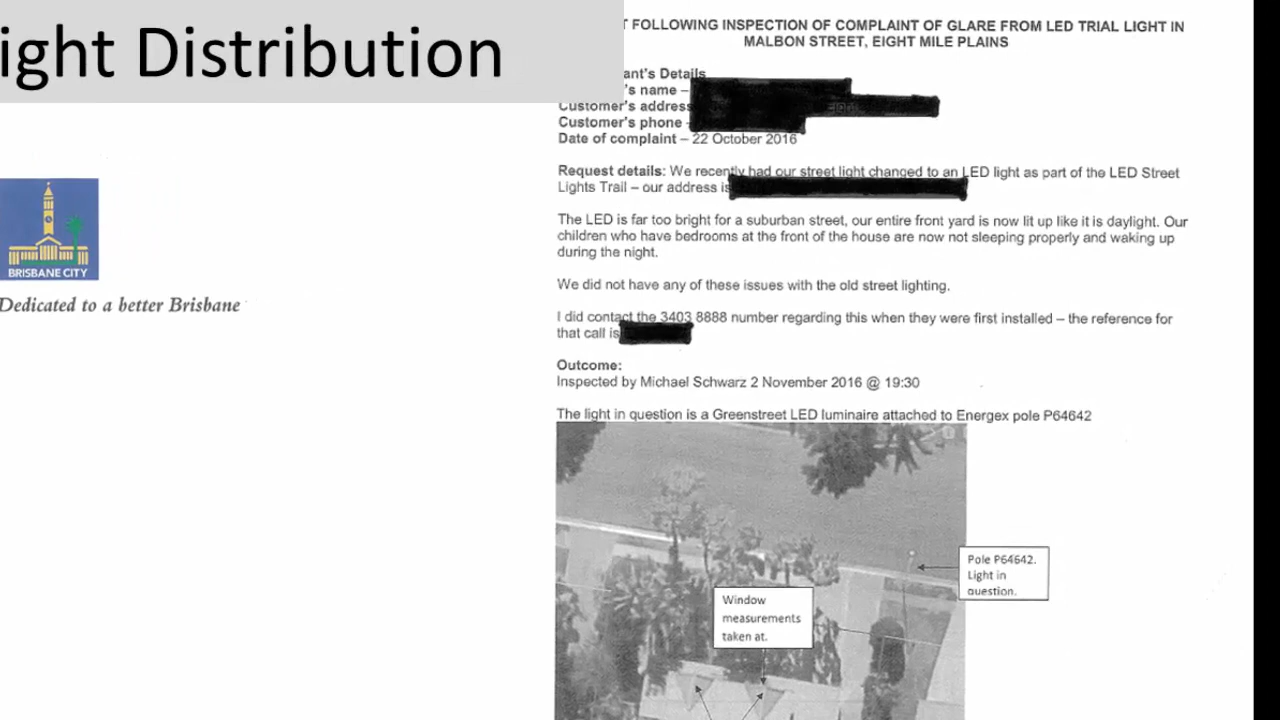 ight Distribution
T FOLLOWING INSPECTION OF COMPLAINT OF GLARE FROM LED TRIAL LIGHT IN
MALBON STREET, EIGHT MILE PLAINS
ant's Details
's name –
Customer's address
Customer's phone -
Date of complaint – 22 October 2016
Request details: We recently had our street light changed to an LED light as part of the LED Street
Lights Trail – our address is
The LED is far too bright for a suburban street, our entire front yard is now lit up like it is daylight. Our
children who have bedrooms at the front of the house are now not sleeping properly and waking up
during the night.
We did not have any of these issues with the old street lighting.
I did contact the 3403 8888 number regarding this when they were first installed – the reference for
that call is
Outcome:
Inspected by Michael Schwarz 2 November 2016 @ 19:30
The light in question is a Greenstreet LED luminaire attached to Energex pole P64642
BRISBANE CITY
Dedicated to a better Brisbane
Pole P64642.
Light in
question.
Window
measurements
taken at.